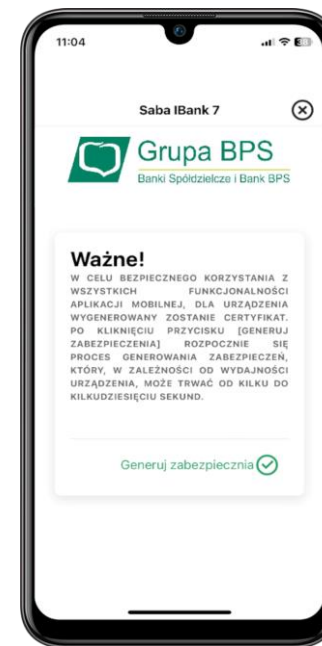 11:04
Saba IBank 7
Grupa BPS
Banki Spółdzielcze i Bank BPS
Ważne!
W CELU BEZPIECZNEGO KORZYSTANIA Z
WSZYSTKICH FUNKCJONALNOŚCI
APLIKACJI MOBILNEJ, DLA URZĄDZENIA
WYGENEROWANY ZOSTANIE CERTYFIKAT.
PO KLIKNIĘCIU PRZYCISKU [GENERUJ
ZABEZPIECZENIA] ROZPOCZNIE SIĘ
PROCES GENEROWANIA ZABEZPIECZEŃ,
KTÓRY, W ZALEŻNOŚCI OD WYDAJNOŚCI
URZĄDZENIA, MOŻE TRWAĆ OD KILKU DO
KILKUDZIESIĘCIU SEKUND.
Generuj zabezpiecznia